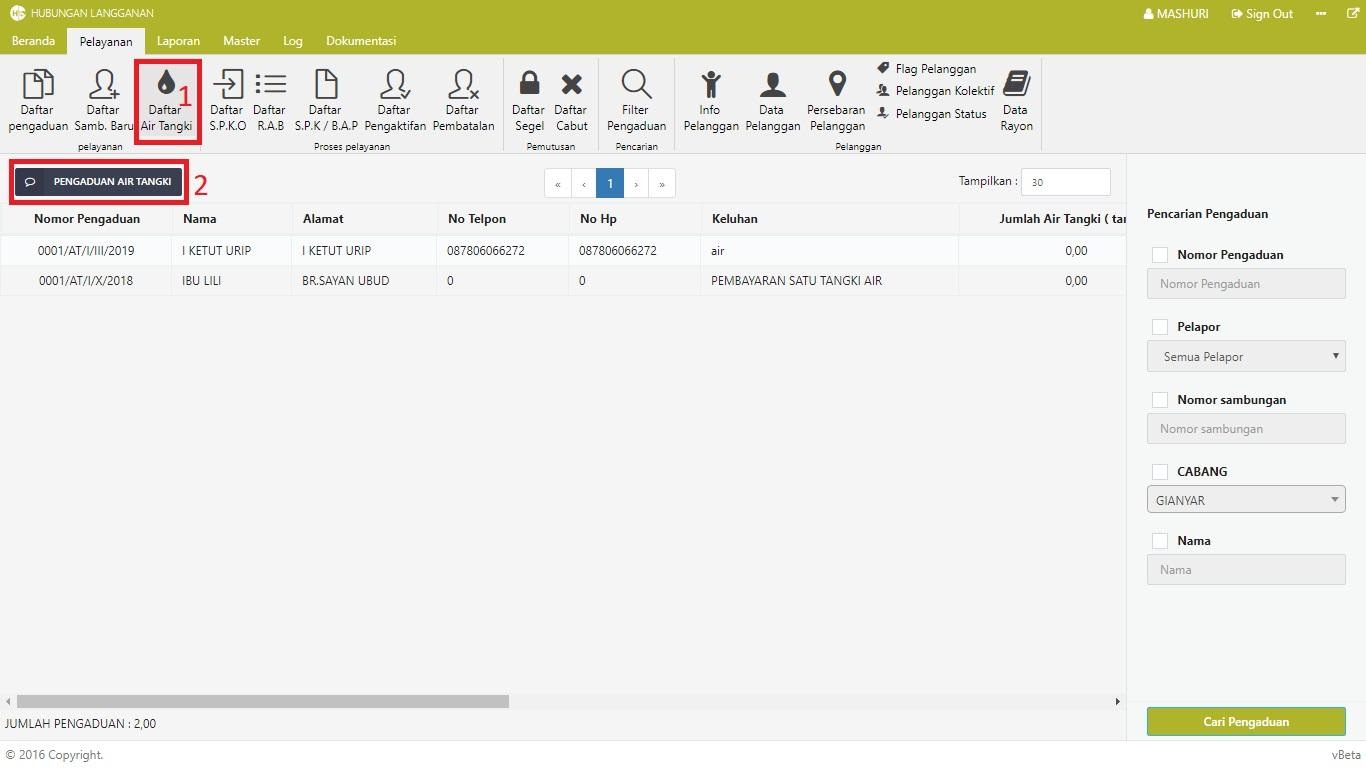 HUBUNGAN LANGGANAN
MASHURI Sign Out
Beranda Pelayanan Laporan Master Log Dokumentasi
Daftar pengaduan
Daftar Samb. Baru
Daftar Air Tangki
1
pelayanan
Daftar S.P.K.O
Daftar R.A.B
Daftar S.P.K / B.A.P
Daftar Pengaktifan
Daftar Pembatalan
Proses pelayanan
Daftar Segel
Daftar Cabut
Pemutusan
Filter Pengaduan
Pencarian
Info Pelanggan
Data Pelanggan
Persebaran Pelanggan
Flag Pelanggan
Pelanggan Kolektif
Pelanggan Status
Data Rayon
Pelanggan
PENGADUAN AIR TANGKI
2
« ‹ 1 › »
Tampilkan : 30
Nomor Pengaduan Nama Alamat No Telpon No Hp Keluhan Jumlah Air Tangki ( tar
0001/AT/I/III/2019 I KETUT URIP I KETUT URIP 087806066272 087806066272 air 0,00
0001/AT/I/X/2018 IBU LILI BR.SAYAN UBUD 0 0 PEMBAYARAN SATU TANGKI AIR 0,00
Pencarian Pengaduan
Nomor Pengaduan
Nomor Pengaduan
Pelapor
Semua Pelapor
Nomor sambungan
Nomor sambungan
CABANG
GIANYAR
Nama
Nama
Cari Pengaduan
JUMLAH PENGADUAN : 2,00
© 2016 Copyright.
vBeta